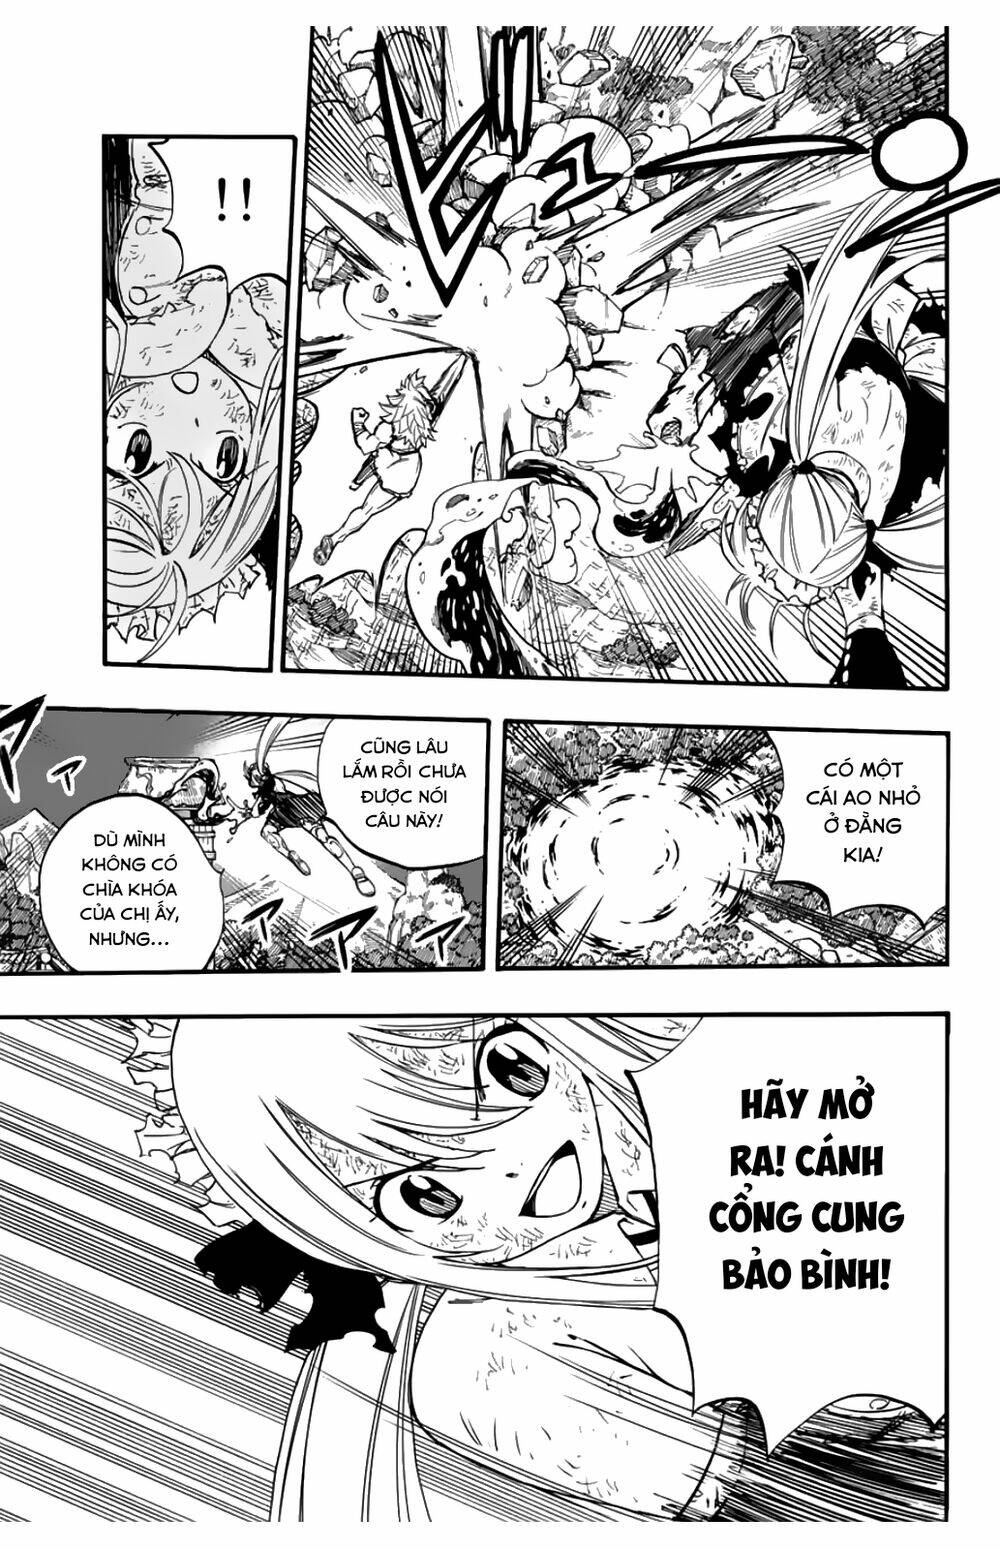 !!
CÓ MỘT
CÁI AO NHỎ
Ở ĐẰNG
KIA!
CŨNG LÂU
LẮM RỒI CHƯA
ĐƯỢC NÓI
CÂU NÀY!
DÙ MÌNH
KHÔNG CÓ
CHÌA KHÓA
CỦA CHỊ ẤY,
NHƯNG...
HÃY MỞ
RA! CÁNH
CỔNG CUNG
BẢO BÌNH!